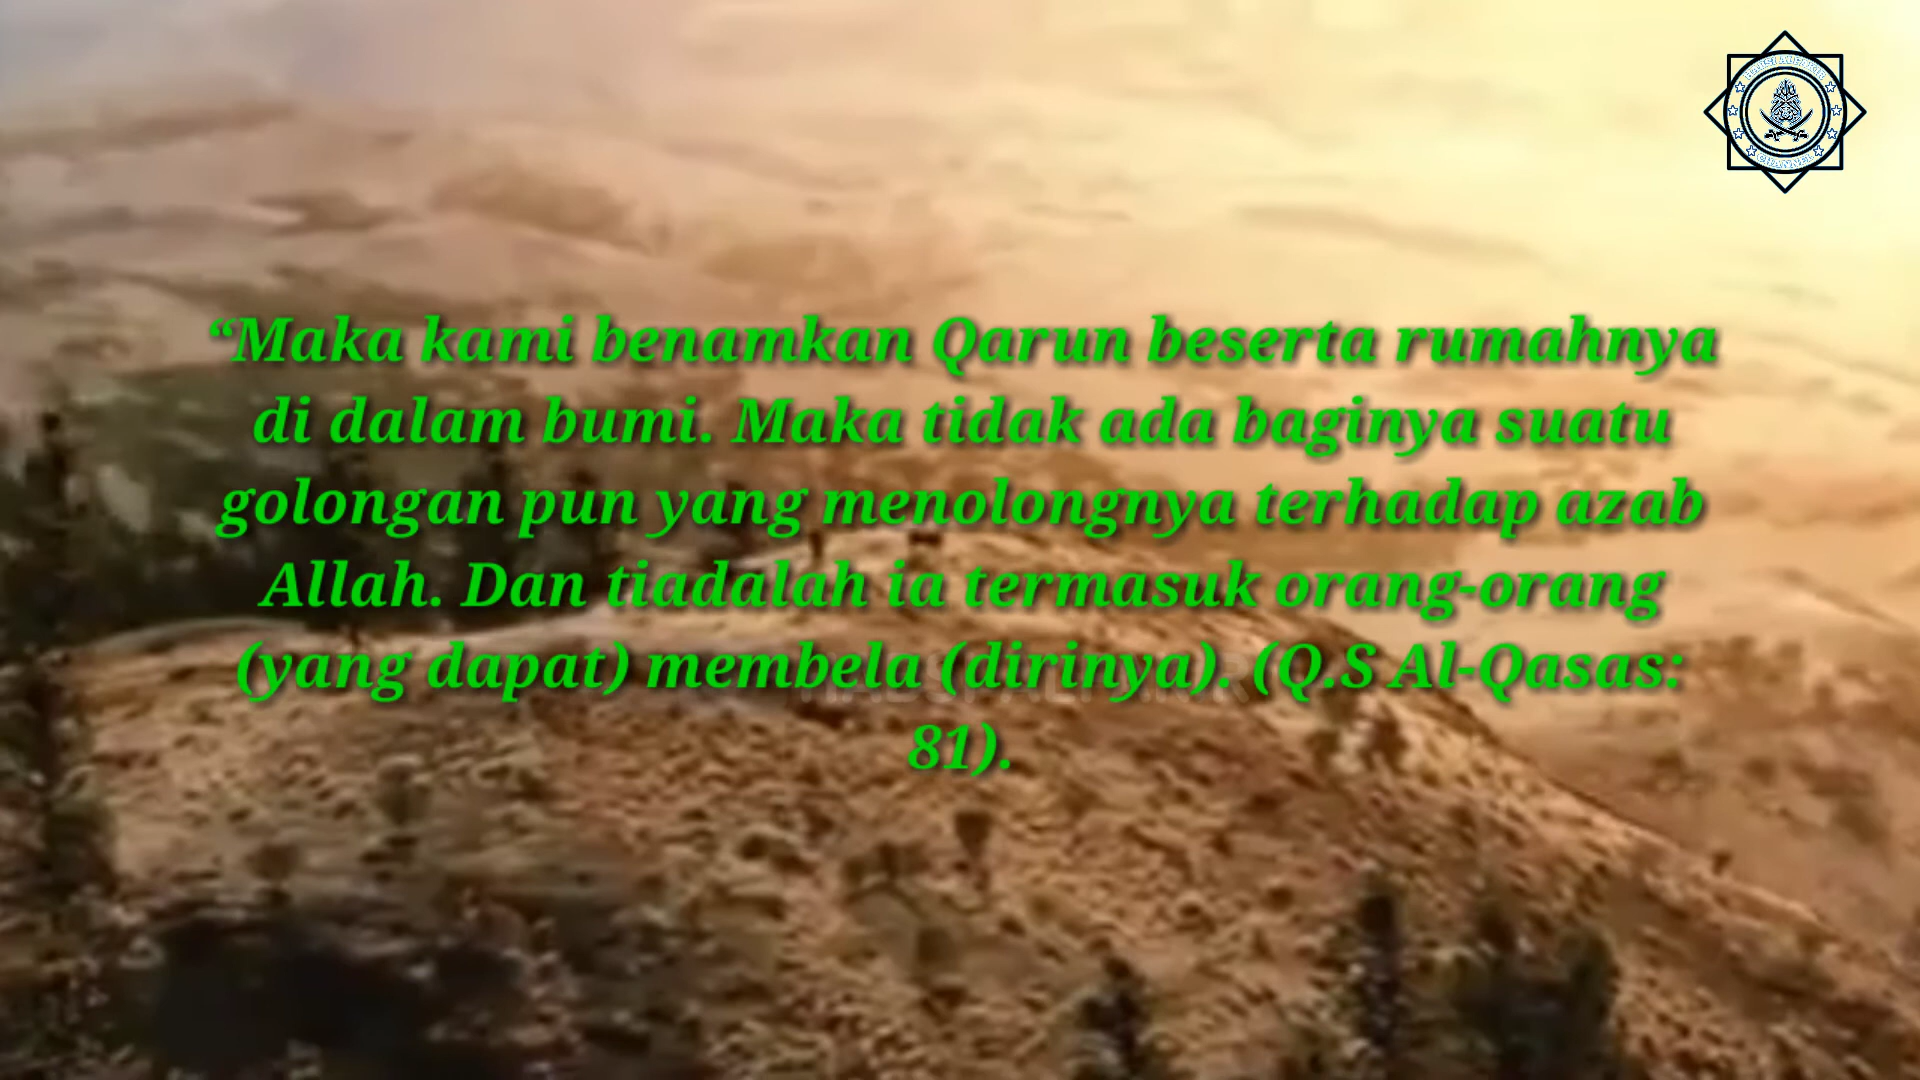 “Maka kami benamkan Qarun beserta rumahnya
di dalam bumi. Maka tidak ada baginya suatu
golongan pun yang menolongnya terhadap azab
Allah. Dan tiadalah ia termasuk orang-orang
(yang dapat) membela (dirinya). (Q.S Al-Qasas:
81).
CHANNEL